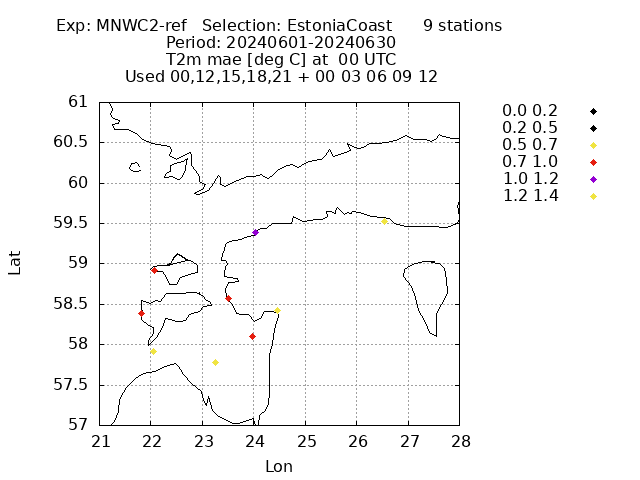 Exp: MNWC2-ref   Selection: EstoniaCoast      9 stations
Period: 20240601-20240630
T2m mae [deg C] at  00 UTC
Used 00,12,15,18,21 + 00 03 06 09 12
0.0 0.2
0.2 0.5
0.5 0.7
0.7 1.0
1.0 1.2
1.2 1.4
61
60.5
60
59.5
59
58.5
58
57.5
57
Lat
21 22 23 24 25 26 27 28
Lon